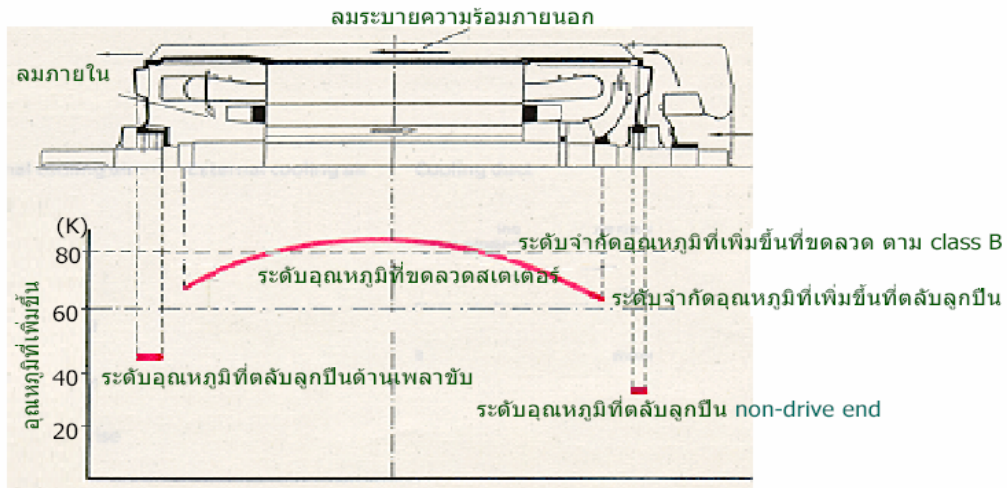 ลมระบายความร้อมภายนอก
ลมภายใน
(K)
80
60
40
20
อุณหภูมิที่เพิ่มขึ้น
ระดับจำกัดอุณหภูมิที่เพิ่มขึ้นที่ขดลวด ตาม class B
ระดับอุณหภูมิที่ขดลวดสเตเตอร์
ระดับจำกัดอุณหภูมิที่เพิ่มขึ้นที่ตลับลูกปืน
ระดับอุณหภูมิที่ตลับลูกปืนด้านเพลาขับ
ระดับอุณหภูมิที่ตลับลูกปืน non-drive end